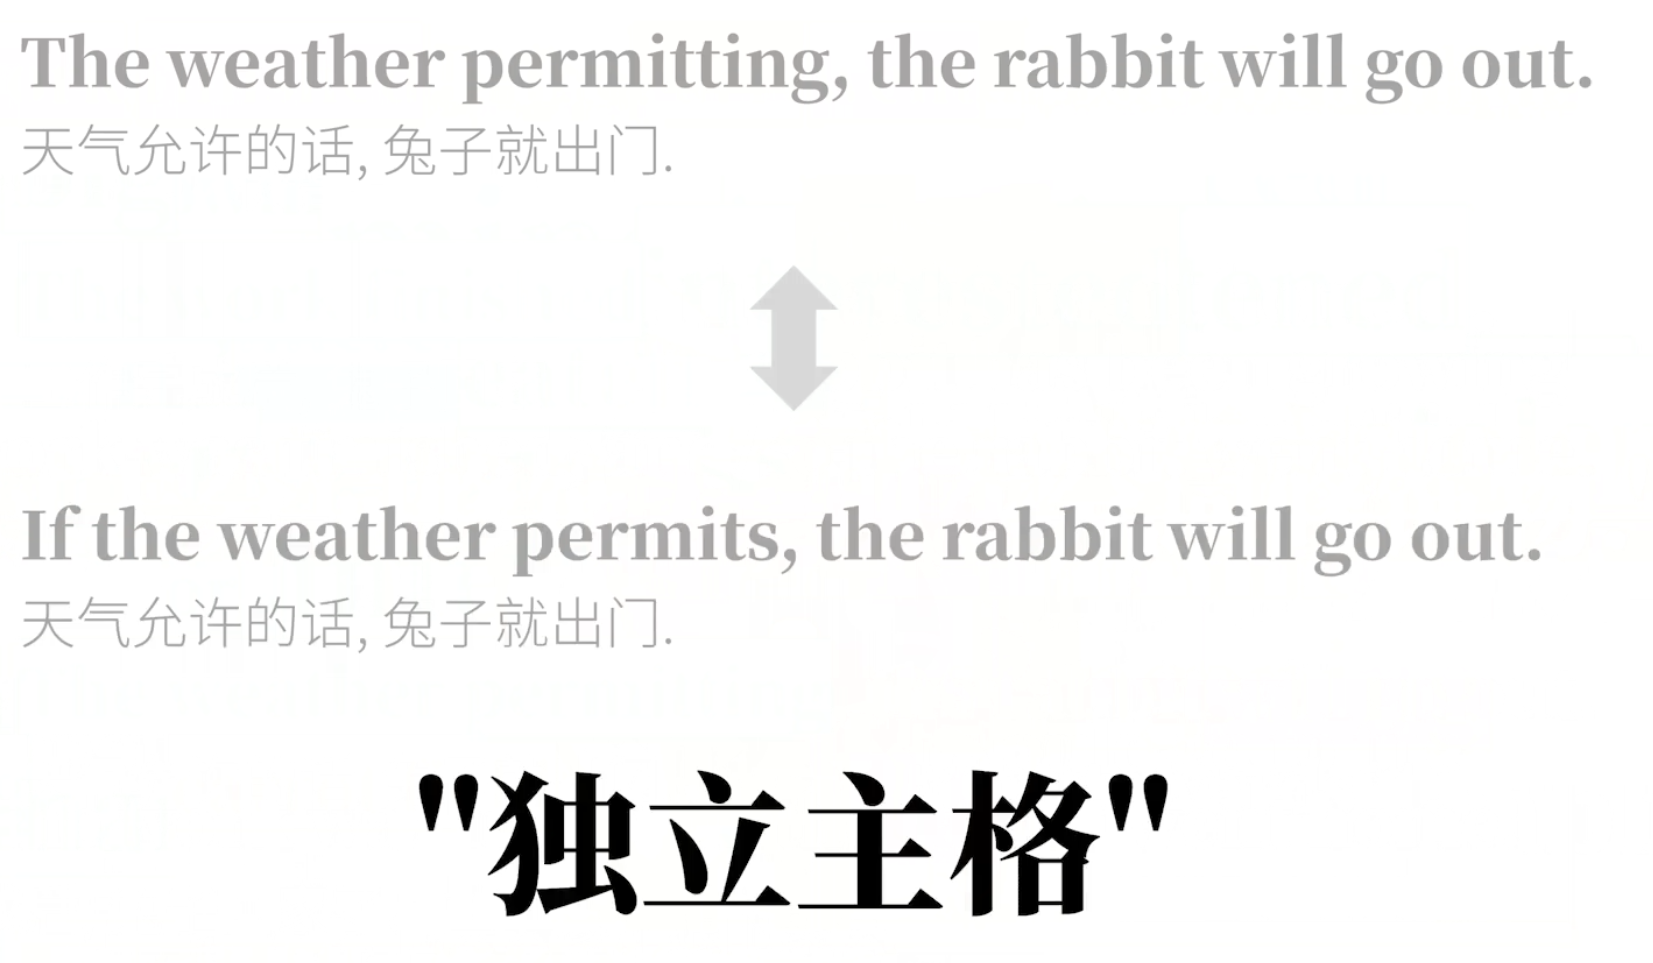 The weather permitting, the rabbit will go out.
天气允许的话, 兔子就出门.
If the weather permits, the rabbit will go out.
天气允许的话, 兔子就出门.
"独立主格"